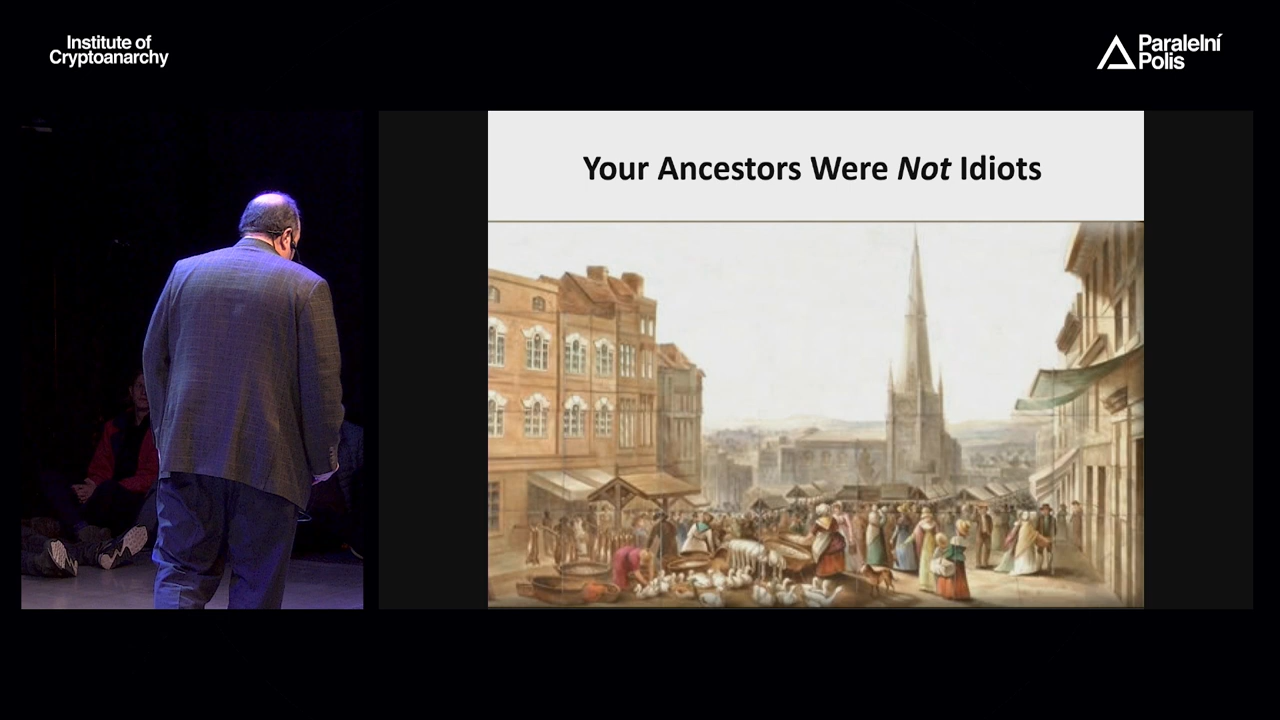 Institute of
Cryptoanarchy
Paralelní
Polis
Your Ancestors Were Not Idiots